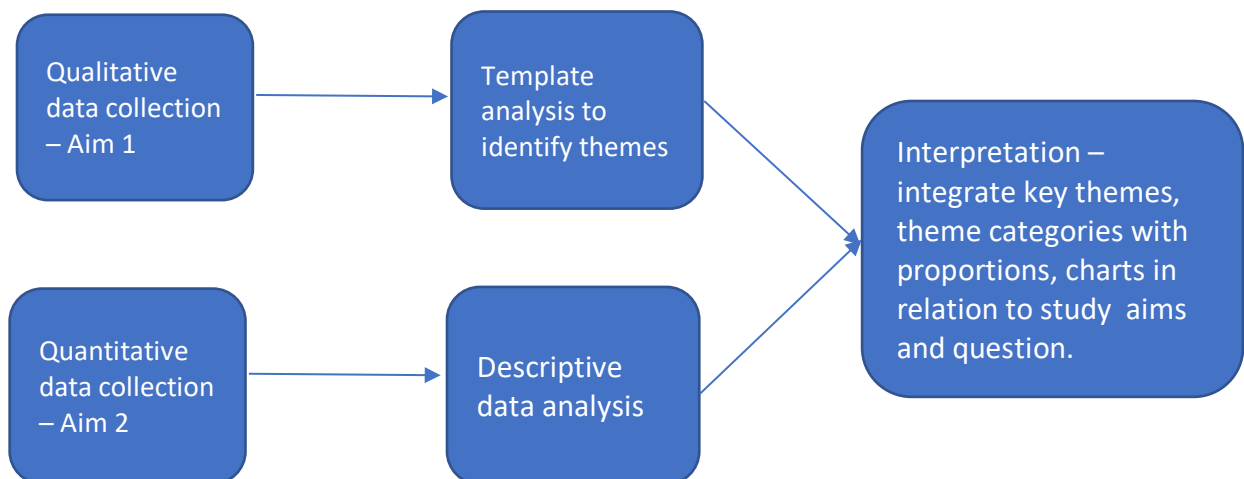 Qualitative
data collection
– Aim 1
Template
analysis to
identify themes
Interpretation –
integrate key themes,
theme categories with
proportions, charts in
relation to study  aims
and question.
Quantitative
data collection
– Aim 2
Descriptive
data analysis